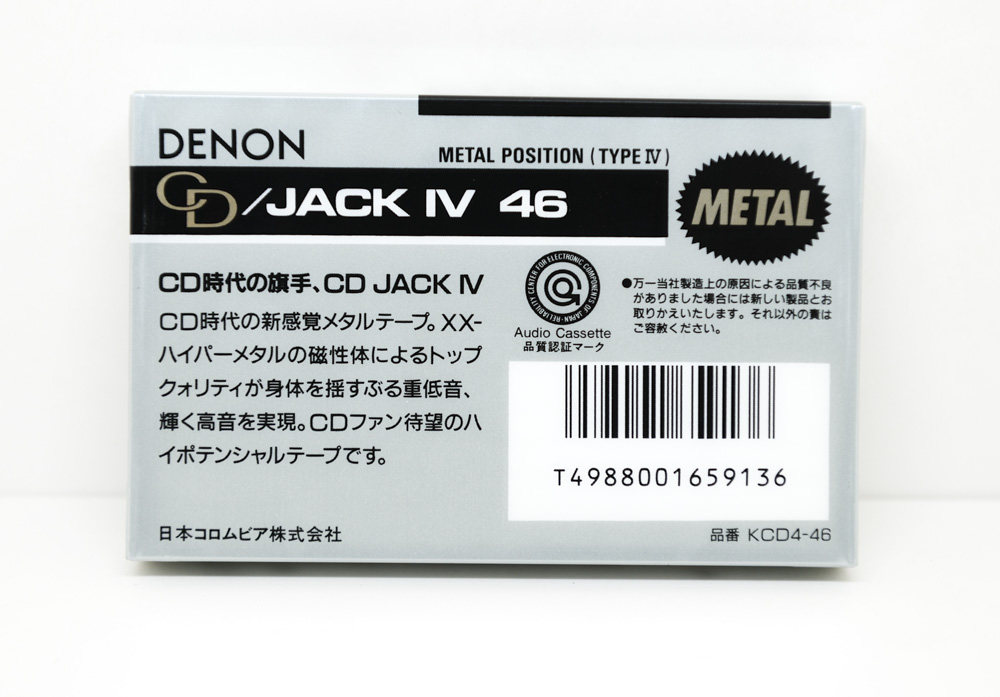 DENON
METAL POSITION (TYPE IV)
CD/JACK IV 46
METAL
CD時代の旗手、CD JACK IV
CD時代の新感覚メタルテープ。XX-
ハイパーメタルの磁性体によるトップ
クォリティが身体を揺すぶる重低音、
輝く高音を実現。CDファン待望のハ
イポテンシャルテープです。
日本コロムビア株式会社
RELIABILITY CENTER FOR ELECTRONIC COMPONENTS OF JAPAN
Audio Cassette
品質認証マーク
●万一当社製造上の原因による品質不良
がありました場合には新しい製品とお
取りかえいたします。それ以外の責は
ご容赦ください。
T4988001659136
品番 KCD4-46